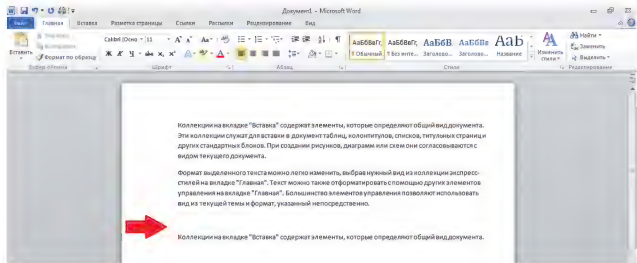 Документ1 - Microsoft Word
Файл Главная Вставка Разметка страницы Ссылки Рассылки Рецензирование Вид
Вставить
Формат по образцу
Calibri (Осно 11
Ж К Ч abc x₂ x²
АаБбВвГг, АаБбВвГг, АаБбВ АаБбВв Aab
¶ Обычный ¶ Без инте... Заголово... Заголово... Название
Изменить стили
Найти
Заменить
Выделить
Буфер обмена Шрифт Абзац Стили Редактирование
Коллекции на вкладке "Вставка" содержат элементы, которые определяют общий вид документа.
Эти коллекции служат для вставки в документ таблиц, колонтитулов, списков, титульных страниц и
других стандартных блоков. При создании рисунков, диаграмм или схем они согласовываются с
видом текущего документа.
Формат выделенного текста можно легко изменить, выбрав нужный вид из коллекции экспресс-
стилей на вкладке "Главная". Текст можно также отформатировать с помощью других элементов
управления на вкладке "Главная". Большинство элементов управления позволяют использовать
вид из текущей темы и формат, указанный непосредственно.
Коллекции на вкладке "Вставка" содержат элементы, которые определяют общий вид документа.